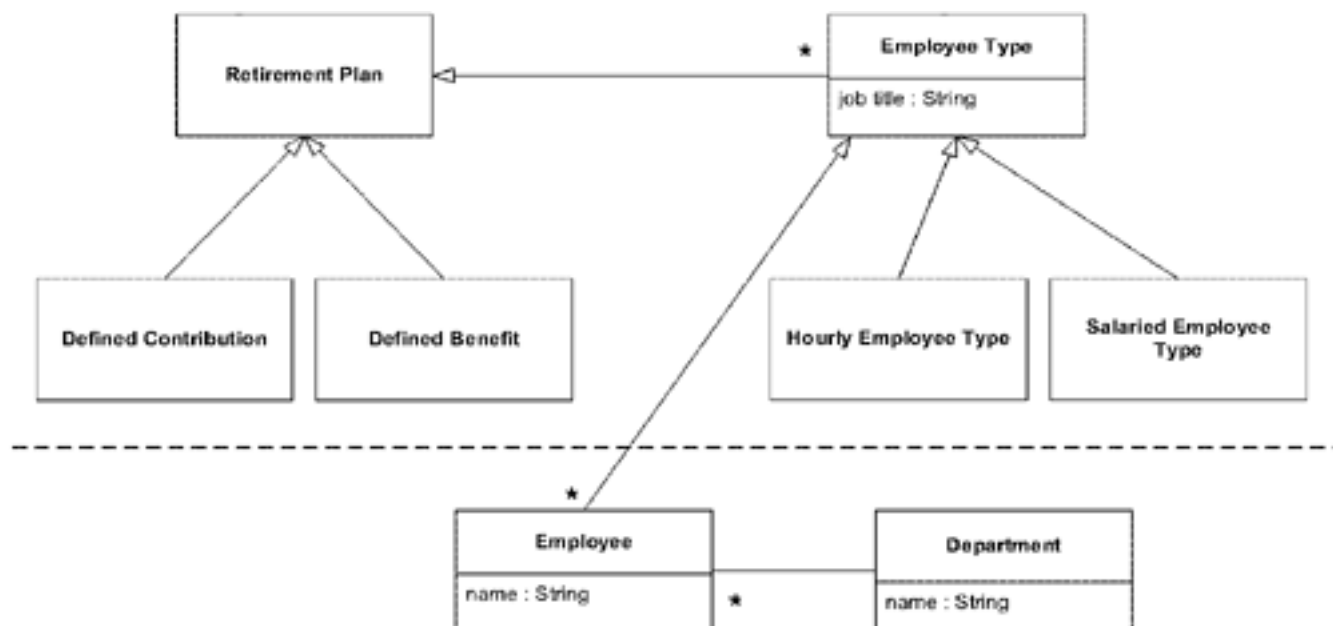 Retirement Plan
*
Employee Type
job title : String
Defined Contribution
Defined Benefit
Hourly Employee Type
Salaried Employee
Type
*
Employee
name : String
*
Department
name : String